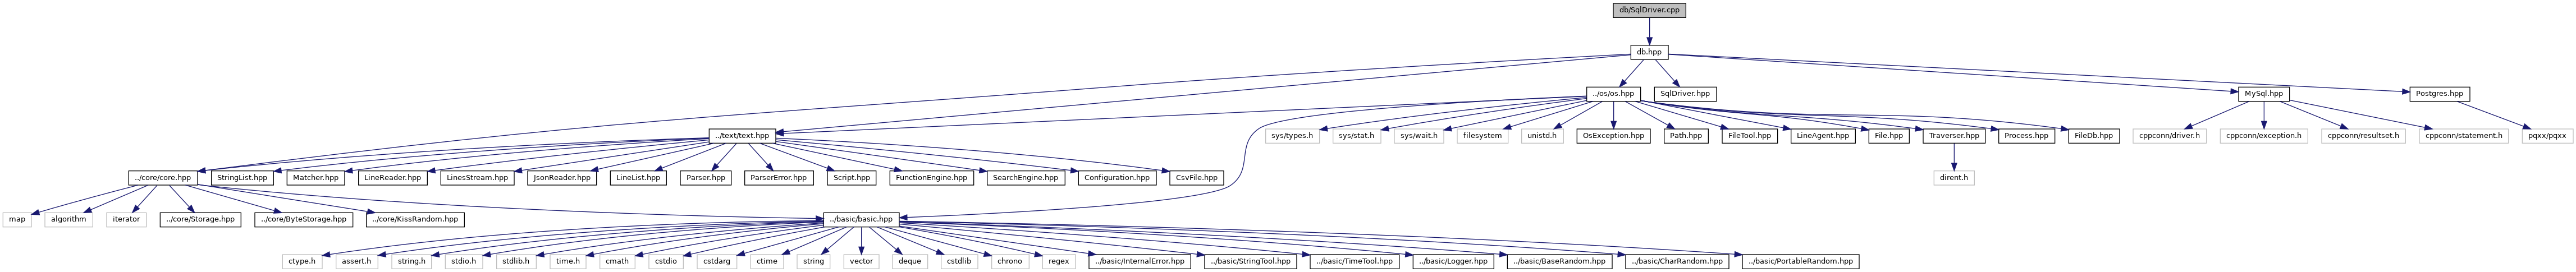 db/SqlDriver.cpp
db.hpp
../os/os.hpp
SqlDriver.hpp
MySql.hpp
Postgres.hpp
../text/text.hpp
sys/types.h
sys/stat.h
sys/wait.h
filesystem
unistd.h
OsException.hpp
Path.hpp
FileTool.hpp
LineAgent.hpp
File.hpp
Traverser.hpp
Process.hpp
FileDb.hpp
cppconn/driver.h
cppconn/exception.h
cppconn/resultset.h
cppconn/statement.h
pqxx/pqxx
../core/core.hpp
StringList.hpp
Matcher.hpp
LineReader.hpp
LinesStream.hpp
JsonReader.hpp
LineList.hpp
Parser.hpp
ParserError.hpp
Script.hpp
FunctionEngine.hpp
SearchEngine.hpp
Configuration.hpp
CsvFile.hpp
dirent.h
map
algorithm
iterator
../core/Storage.hpp
../core/ByteStorage.hpp
../core/KissRandom.hpp
../basic/basic.hpp
ctype.h
assert.h
string.h
stdio.h
stdlib.h
time.h
cmath
cstdio
cstdarg
ctime
string
vector
deque
cstdlib
chrono
regex
../basic/InternalError.hpp
../basic/StringTool.hpp
../basic/TimeTool.hpp
../basic/Logger.hpp
../basic/BaseRandom.hpp
../basic/CharRandom.hpp
../basic/PortableRandom.hpp